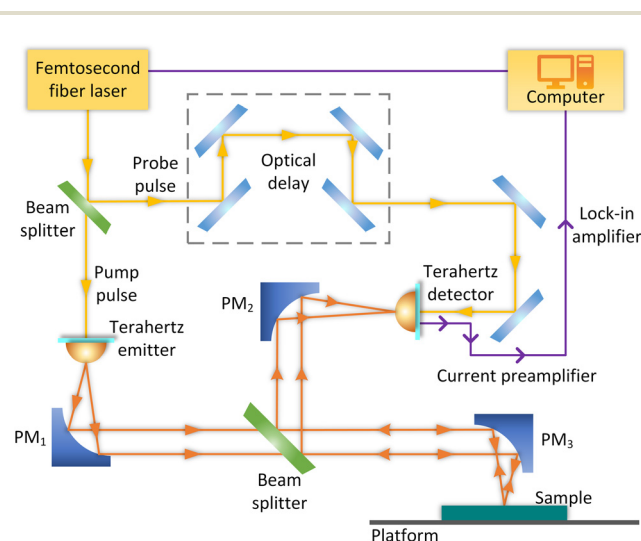 Femtosecond
fiber laser
Computer
Probe
pulse
Optical
delay
Beam
splitter
Lock-in
amplifier
Pump
pulse
Terahertz
detector
PM2
Terahertz
emitter
Current preamplifier
PM1
PM3
Beam
splitter
Sample
Platform